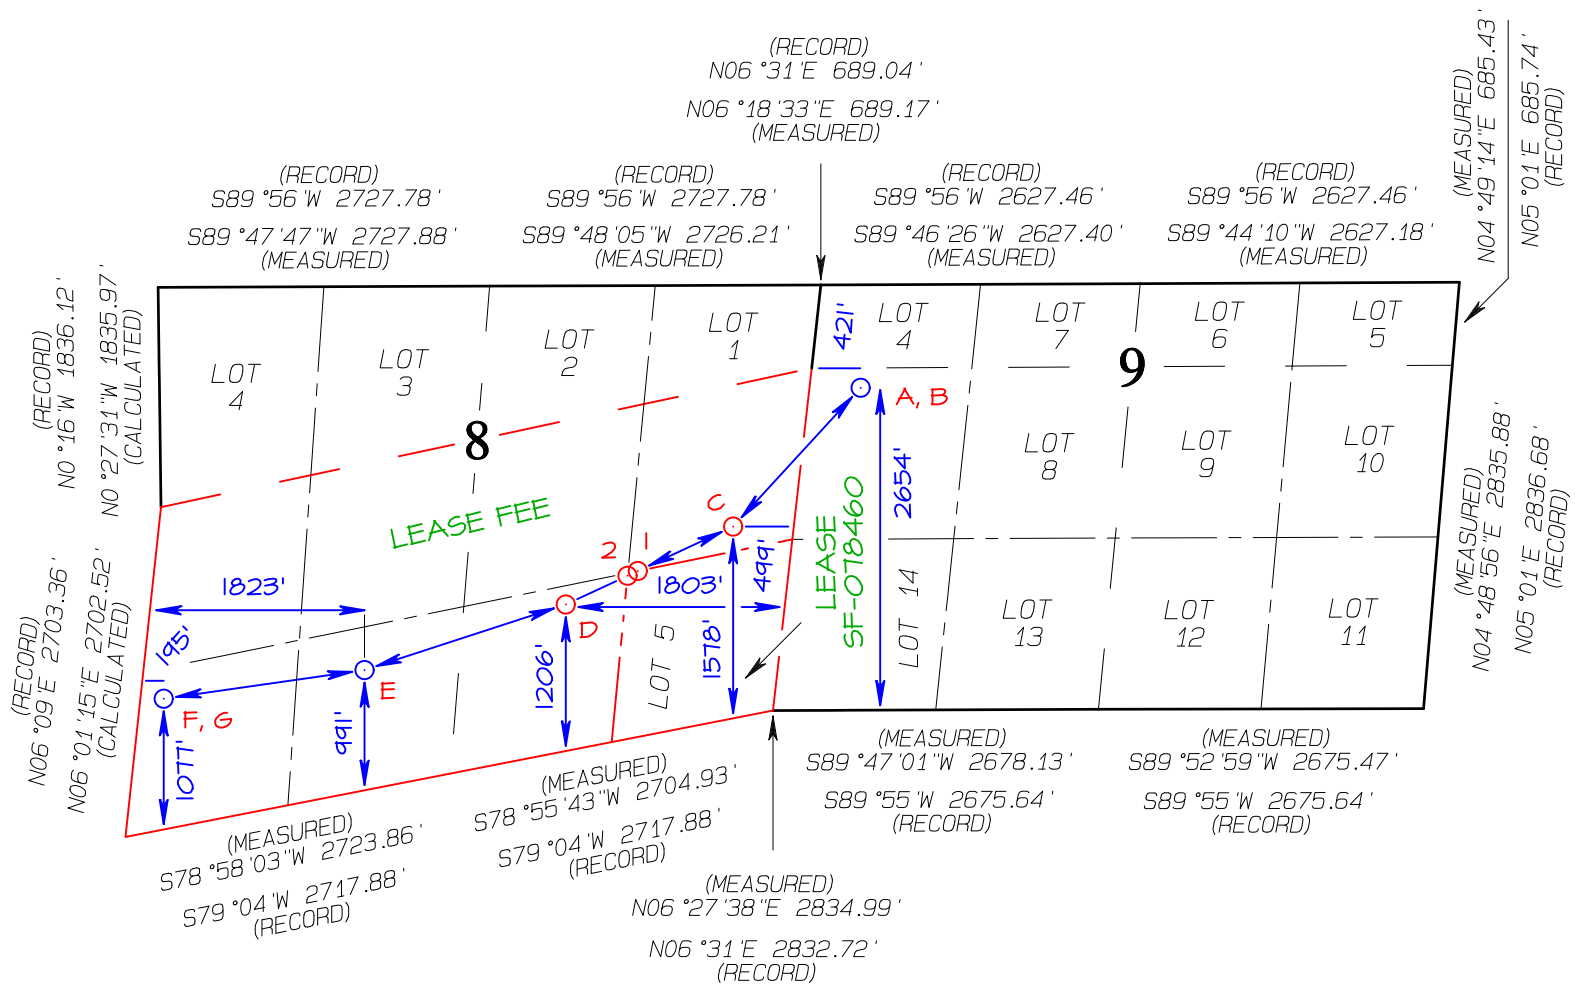 (RECORD)
N06°31'E 689.04'
N06°18'33"E 689.17'
(MEASURED)
(RECORD)
S89°56'W 2727.78'
S89°47'47"W 2727.88'
(MEASURED)
(RECORD)
S89°56'W 2727.78'
S89°48'05"W 2726.21'
(MEASURED)
(RECORD)
S89°56'W 2627.46'
S89°46'26"W 2627.40'
(MEASURED)
(RECORD)
S89°56'W 2627.46'
S89°44'10"W 2627.18'
(MEASURED)
(MEASURED)
N04°49'14"E 685.43'
N05°01'E 685.74'
(RECORD)
(RECORD)
N0°16'W 1836.12'
N0°27'31"W 1835.97'
(CALCULATED)
LOT
4
LOT
3
LOT
2
LOT
1
421'
LOT
4
LOT
7
LOT
6
LOT
5
8
9
A, B
LEASE FEE
C
2
1
LEASE
SF-078460
2654'
LOT
8
LOT
9
LOT
10
(MEASURED)
N04°48'56"E 2835.88'
N05°01'E 2836.68'
(RECORD)
(RECORD)
N06°09'E 2703.36'
N06°01'15"E 2702.52'
(CALCULATED)
1823'
195'
1803'
499'
D
E
F, G
1077'
991'
1206'
LOT 5
1578'
LOT 14
LOT
13
LOT
12
LOT
11
(MEASURED)
S78°58'03"W 2723.86'
S79°04'W 2717.88'
(RECORD)
(MEASURED)
S78°55'43"W 2704.93'
S79°04'W 2717.88'
(RECORD)
(MEASURED)
S89°47'01"W 2678.13'
S89°55'W 2675.64'
(RECORD)
(MEASURED)
S89°52'59"W 2675.47'
S89°55'W 2675.64'
(RECORD)
(MEASURED)
N06°27'38"E 2834.99'
N06°31'E 2832.72'
(RECORD)